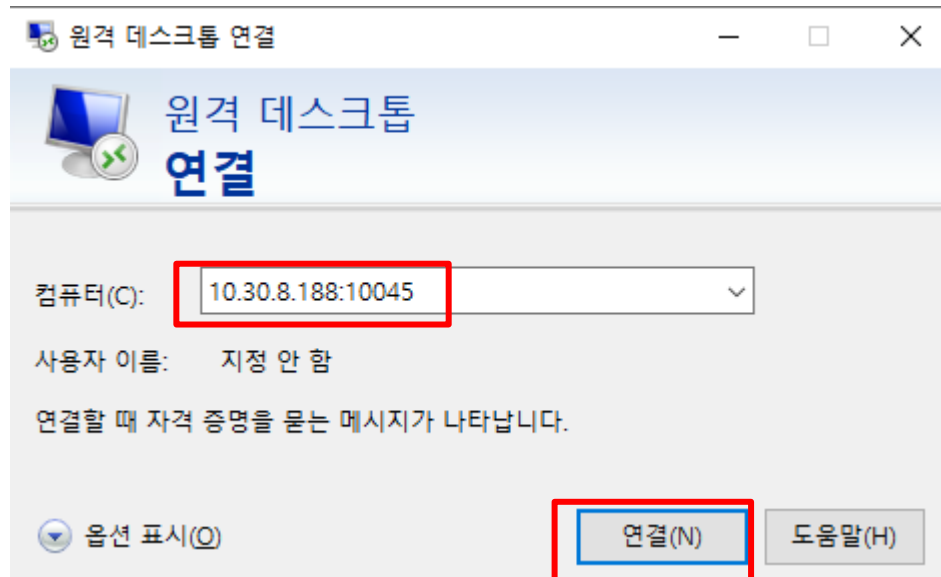 원격 데스크톱 연결
원격 데스크톱
연결
컴퓨터(C):
10.30.8.188:10045
사용자 이름:
지정 안 함
연결할 때 자격 증명을 묻는 메시지가 나타납니다.
옵션 표시(O)
연결(N)
도움말(H)